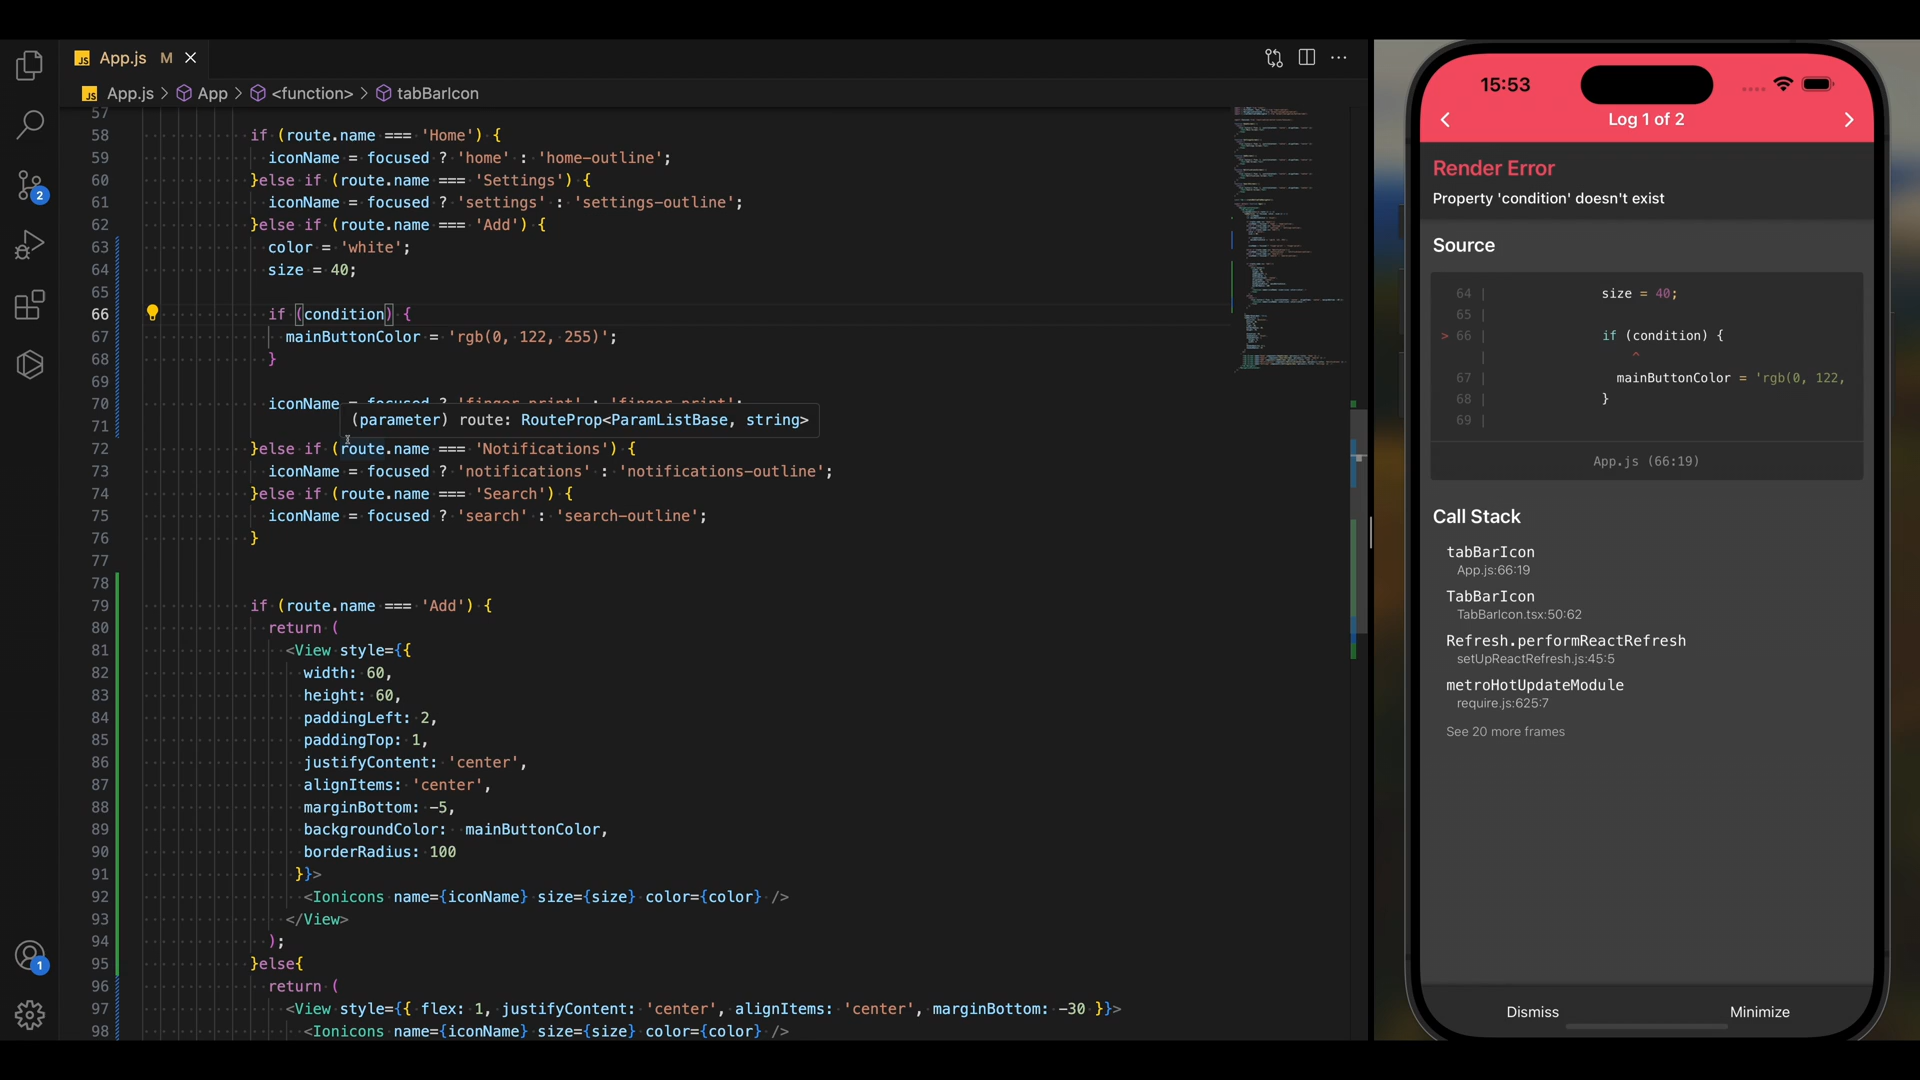 JS App.js M
JS App.js > App > <function> > tabBarIcon
57
58 if (route.name === 'Home') {
59 iconName = focused ? 'home' : 'home-outline';
60 }else if (route.name === 'Settings') {
61 iconName = focused ? 'settings' : 'settings-outline';
62 }else if (route.name === 'Add') {
63 color = 'white';
64 size = 40;
65
66 if (condition) {
67 mainButtonColor = 'rgb(0, 122, 255)';
68 }
69
70 iconName = focused ? 'finger-print' : 'finger-print';
(parameter) route: RouteProp<ParamListBase, string>
71
72 }else if (route.name === 'Notifications') {
73 iconName = focused ? 'notifications' : 'notifications-outline';
74 }else if (route.name === 'Search') {
75 iconName = focused ? 'search' : 'search-outline';
76 }
77
78
79 if (route.name === 'Add') {
80 return (
81 <View style={{
82 width: 60,
83 height: 60,
84 paddingLeft: 2,
85 paddingTop: 1,
86 justifyContent: 'center',
87 alignItems: 'center',
88 marginBottom: -5,
89 backgroundColor: mainButtonColor,
90 borderRadius: 100
91 }}>
92 <Ionicons name={iconName} size={size} color={color} />
93 </View>
94 );
95 }else{
96 return (
97 <View style={{ flex: 1, justifyContent: 'center', alignItems: 'center', marginBottom: -30 }}>
98 <Ionicons name={iconName} size={size} color={color} />
2
1
15:53
Log 1 of 2
Render Error
Property 'condition' doesn't exist
Source
64 | size = 40;
65 |
> 66 | if (condition) {
| ^
67 | mainButtonColor = 'rgb(0, 122,
68 | }
69 |
App.js (66:19)
Call Stack
tabBarIcon
App.js:66:19
TabBarIcon
TabBarIcon.tsx:50:62
Refresh.performReactRefresh
setUpReactRefresh.js:45:5
metroHotUpdateModule
require.js:625:7
See 20 more frames
Dismiss Minimize